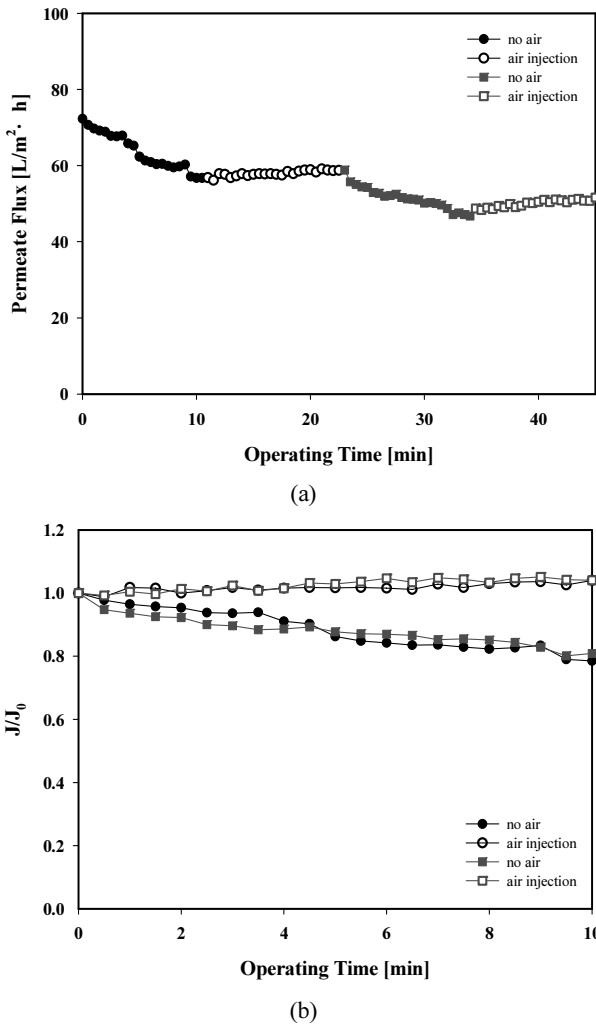 100
80
60
40
20
0
Permeate Flux [L/m²· h]
no air
air injection
no air
air injection
0 10 20 30 40
Operating Time [min]
(a)
1.2
1.0
0.8
0.6
0.4
0.2
0.0
J/J₀
no air
air injection
no air
air injection
0 2 4 6 8 10
Operating Time [min]
(b)